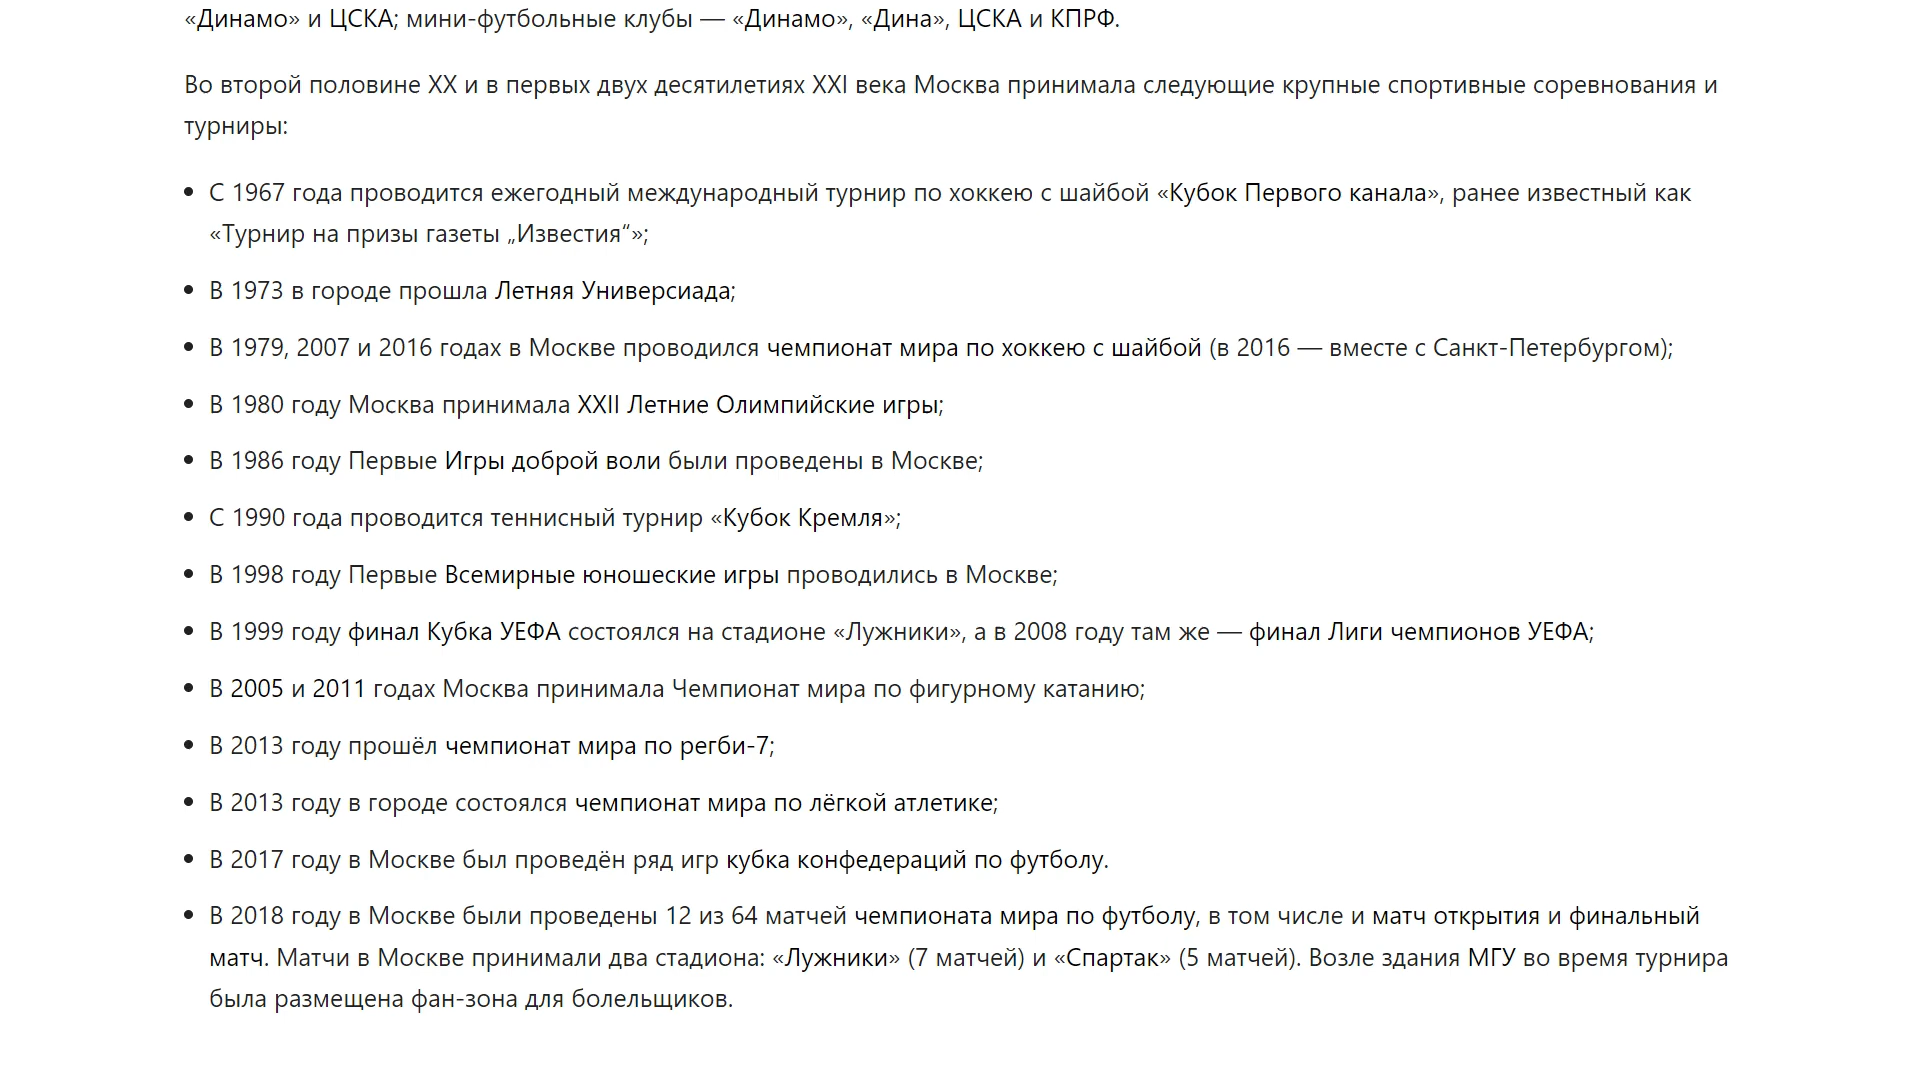 «Динамо» и ЦСКА; мини-футбольные клубы — «Динамо», «Дина», ЦСКА и КПРФ.
Во второй половине XX и в первых двух десятилетиях XXI века Москва принимала следующие крупные спортивные соревнования и
турниры:
• С 1967 года проводится ежегодный международный турнир по хоккею с шайбой «Кубок Первого канала», ранее известный как
«Турнир на призы газеты „Известия“»;
• В 1973 в городе прошла Летняя Универсиада;
• В 1979, 2007 и 2016 годах в Москве проводился чемпионат мира по хоккею с шайбой (в 2016 — вместе с Санкт-Петербургом);
• В 1980 году Москва принимала XXII Летние Олимпийские игры;
• В 1986 году Первые Игры доброй воли были проведены в Москве;
• С 1990 года проводится теннисный турнир «Кубок Кремля»;
• В 1998 году Первые Всемирные юношеские игры проводились в Москве;
• В 1999 году финал Кубка УЕФА состоялся на стадионе «Лужники», а в 2008 году там же — финал Лиги чемпионов УЕФА;
• В 2005 и 2011 годах Москва принимала Чемпионат мира по фигурному катанию;
• В 2013 году прошёл чемпионат мира по регби-7;
• В 2013 году в городе состоялся чемпионат мира по лёгкой атлетике;
• В 2017 году в Москве был проведён ряд игр кубка конфедераций по футболу.
• В 2018 году в Москве были проведены 12 из 64 матчей чемпионата мира по футболу, в том числе и матч открытия и финальный
матч. Матчи в Москве принимали два стадиона: «Лужники» (7 матчей) и «Спартак» (5 матчей). Возле здания МГУ во время турнира
была размещена фан-зона для болельщиков.